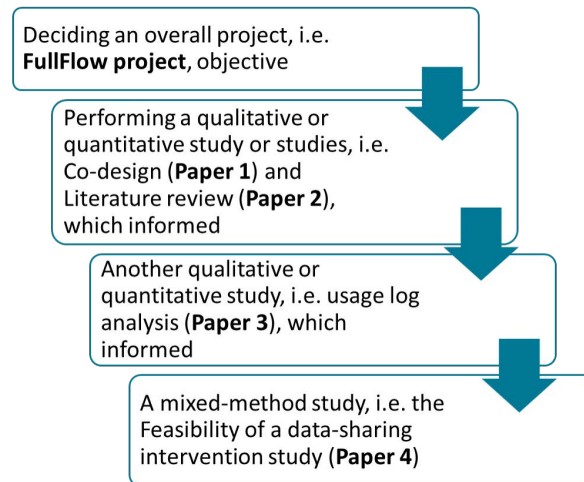 Deciding an overall project, i.e.
FullFlow project, objective
Performing a qualitative or
quantitative study or studies, i.e.
Co-design (Paper 1) and
Literature review (Paper 2),
which informed
Another qualitative or
quantitative study, i.e. usage log
analysis (Paper 3), which
informed
A mixed-method study, i.e. the
Feasibility of a data-sharing
intervention study (Paper 4)